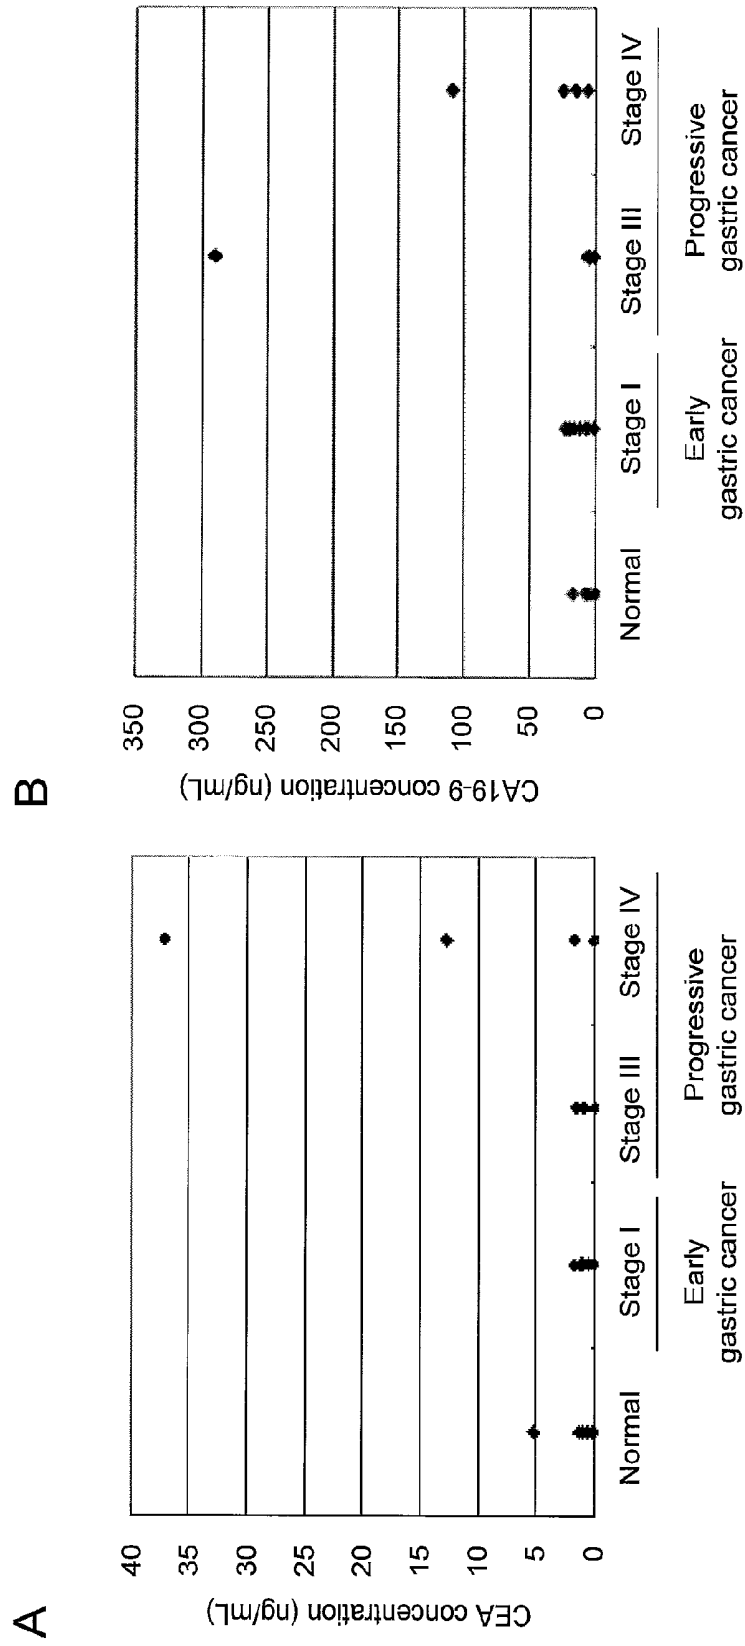 A
CEA concentration (ng/mL)
40
35
30
25
20
15
10
5
0
Normal
Stage I
Stage III
Stage IV
Early
gastric cancer
Progressive
gastric cancer
B
CA19-9 concentration (ng/mL)
350
300
250
200
150
100
50
0
Normal
Stage I
Stage III
Stage IV
Early
gastric cancer
Progressive
gastric cancer